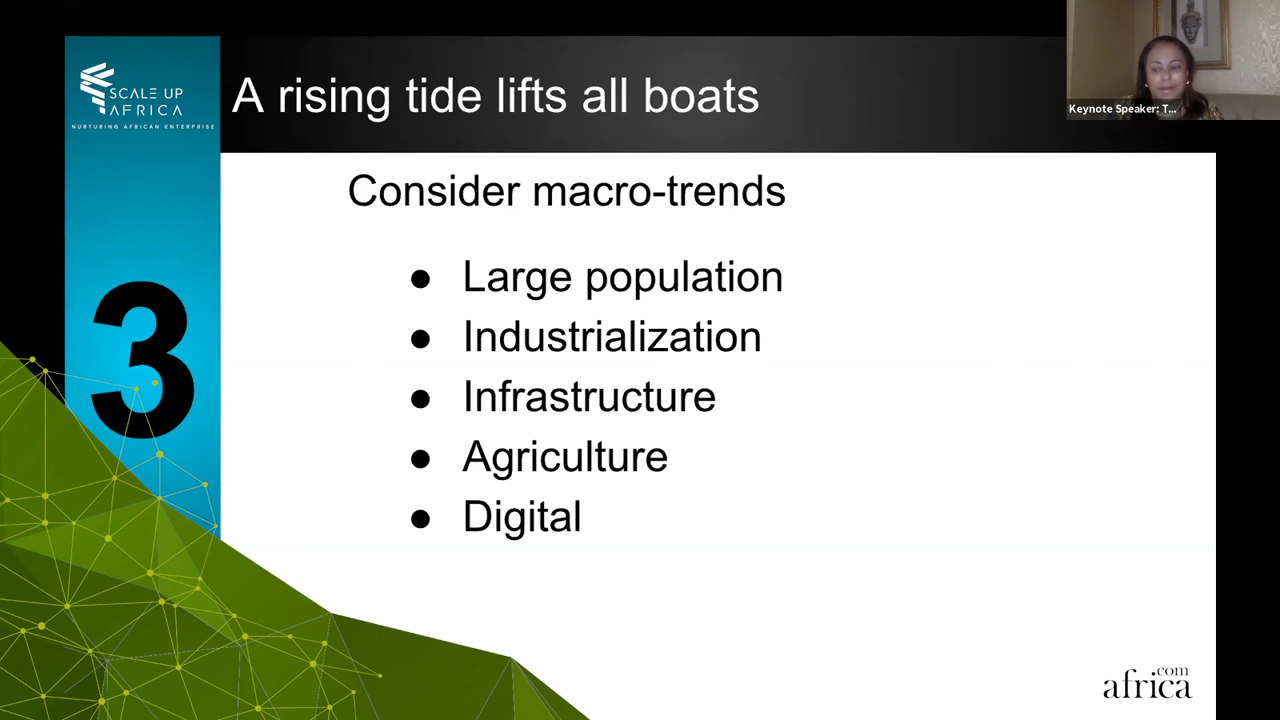 SCALE UP
AFRICA
NURTURING AFRICAN ENTERPRISE
A rising tide lifts all boats
Keynote Speaker: T...
Consider macro-trends
● Large population
● Industrialization
● Infrastructure
● Agriculture
● Digital
3
.com
africa